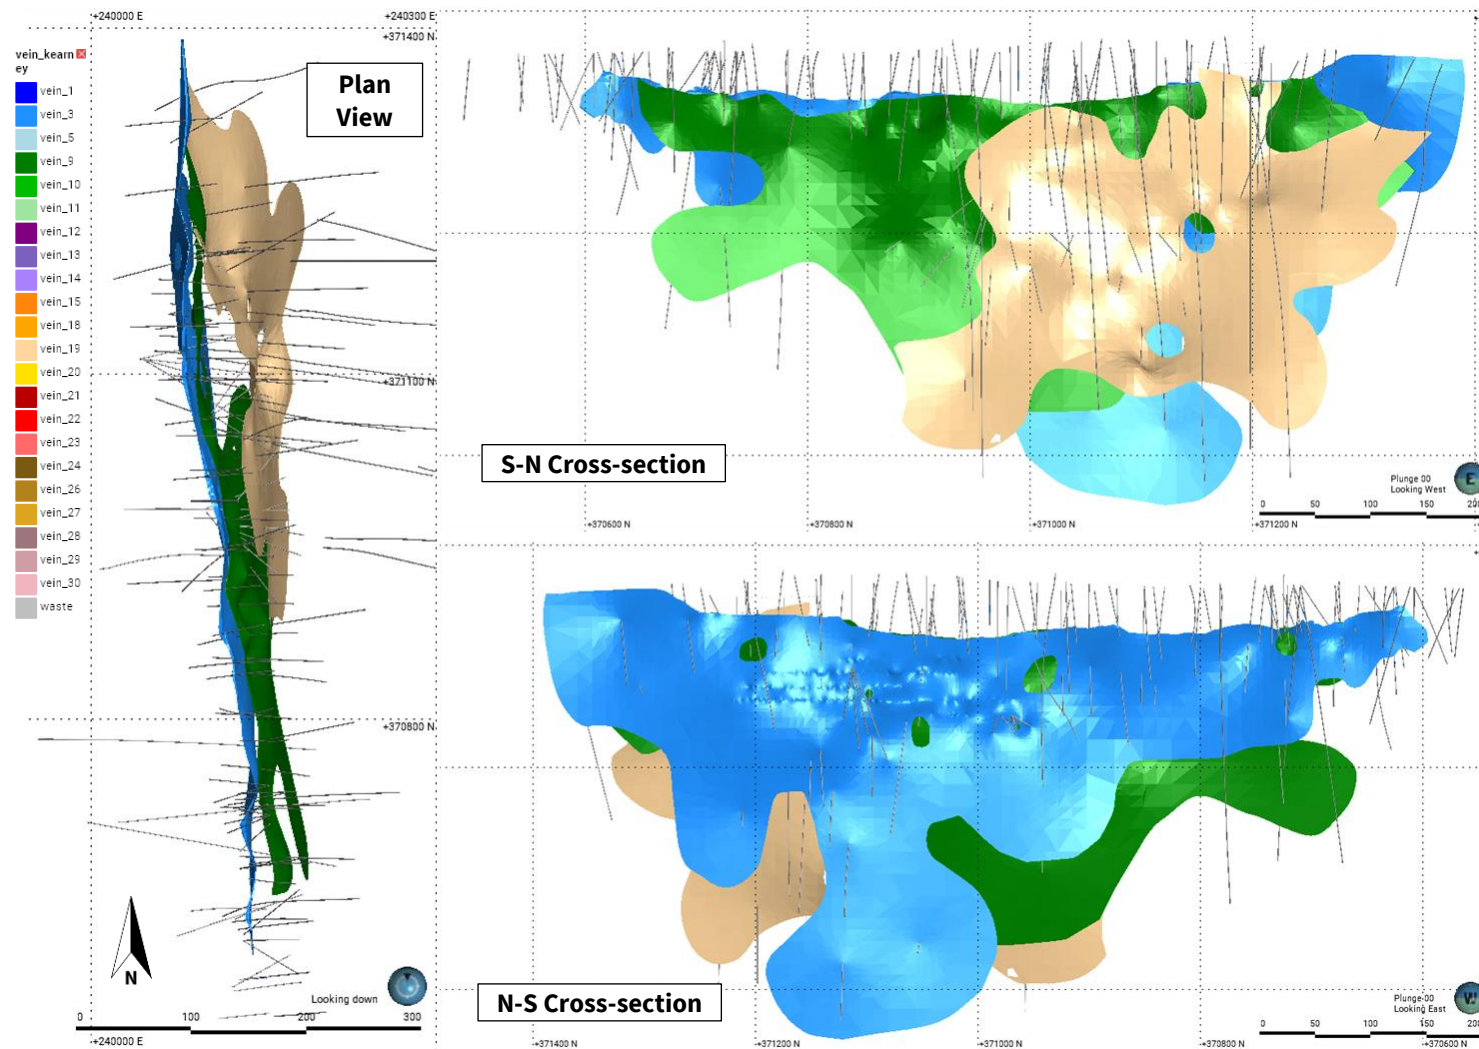 +240000 E
+240300 E
+371400 N
vein_kearn
ey
vein_1
vein_3
vein_5
vein_9
vein_10
vein_11
vein_12
vein_13
vein_14
vein_15
vein_18
vein_19
vein_20
vein_21
vein_22
vein_23
vein_24
vein_26
vein_27
vein_28
vein_29
vein_30
waste
Plan
View
+371100 N
+370800 N
N
Looking down
0 100 200 300
+240000 E
S-N Cross-section
Plunge 00
Looking West
E
0 50 100 150
+370600 N +370800 N +371000 N +371200 N
N-S Cross-section
Plunge-00
Looking East
W
0 50 100 150
+371400 N +371200 N +371000 N +370800 N +370600 N